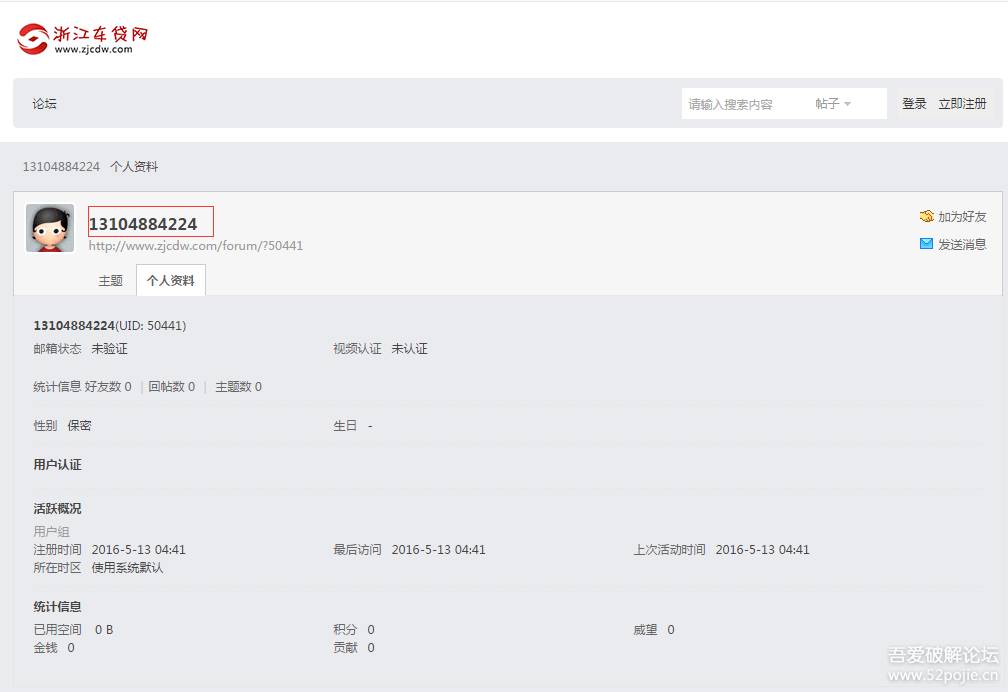 浙江车贷网
www.zjcdw.com
论坛 请输入搜索内容 帖子 登录 立即注册
13104884224 个人资料
13104884224 加为好友
http://www.zjcdw.com/forum/?50441 发送消息
主题 个人资料
13104884224(UID: 50441)
邮箱状态 未验证 视频认证 未认证
统计信息 好友数 0 | 回帖数 0 | 主题数 0
性别 保密 生日 -
用户认证
活跃概况
用户组
注册时间 2016-5-13 04:41 最后访问 2016-5-13 04:41 上次活动时间 2016-5-13 04:41
所在时区 使用系统默认
统计信息
已用空间 0 B 积分 0 威望 0
金钱 0 贡献 0
吾爱破解论坛
www.52pojie.cn